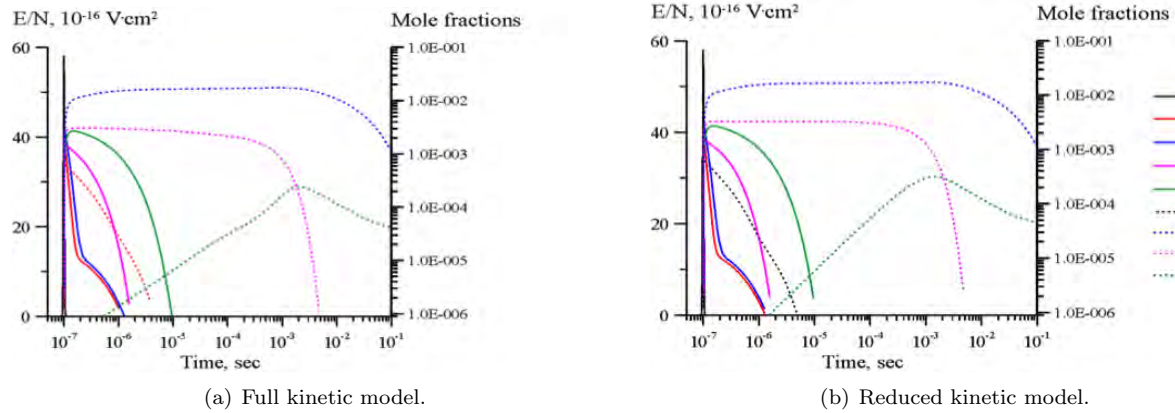 E/N, 10⁻¹⁶ V·cm²
Mole fractions
60
40
20
0
1.0E-001
1.0E-002
1.0E-003
1.0E-004
1.0E-005
1.0E-006
10⁻⁷
10⁻⁶
10⁻⁵
10⁻⁴
10⁻³
10⁻²
10⁻¹
Time, sec
(a) Full kinetic model.
E/N, 10⁻¹⁶ V·cm²
Mole fractions
60
40
20
0
1.0E-001
1.0E-002
1.0E-003
1.0E-004
1.0E-005
1.0E-006
10⁻⁷
10⁻⁶
10⁻⁵
10⁻⁴
10⁻³
10⁻²
10⁻¹
Time, sec
(b) Reduced kinetic model.